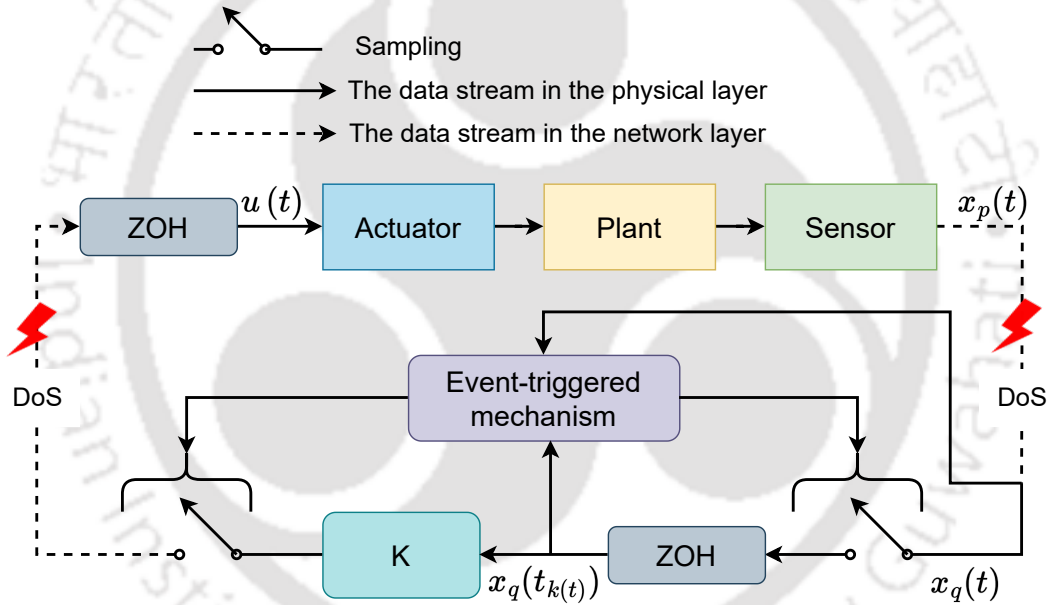 Sampling
The data stream in the physical layer
The data stream in the network layer
ZOH
u (t)
Actuator
Plant
Sensor
x_p(t)
DoS
Event-triggered
mechanism
DoS
K
x_q(t_{k(t)})
ZOH
x_q(t)